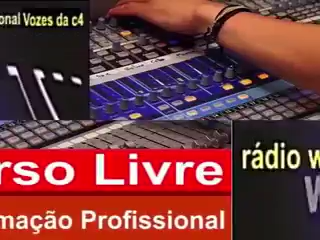 onal Vozes da c4
rso Livre
mação Profissional
rádio w